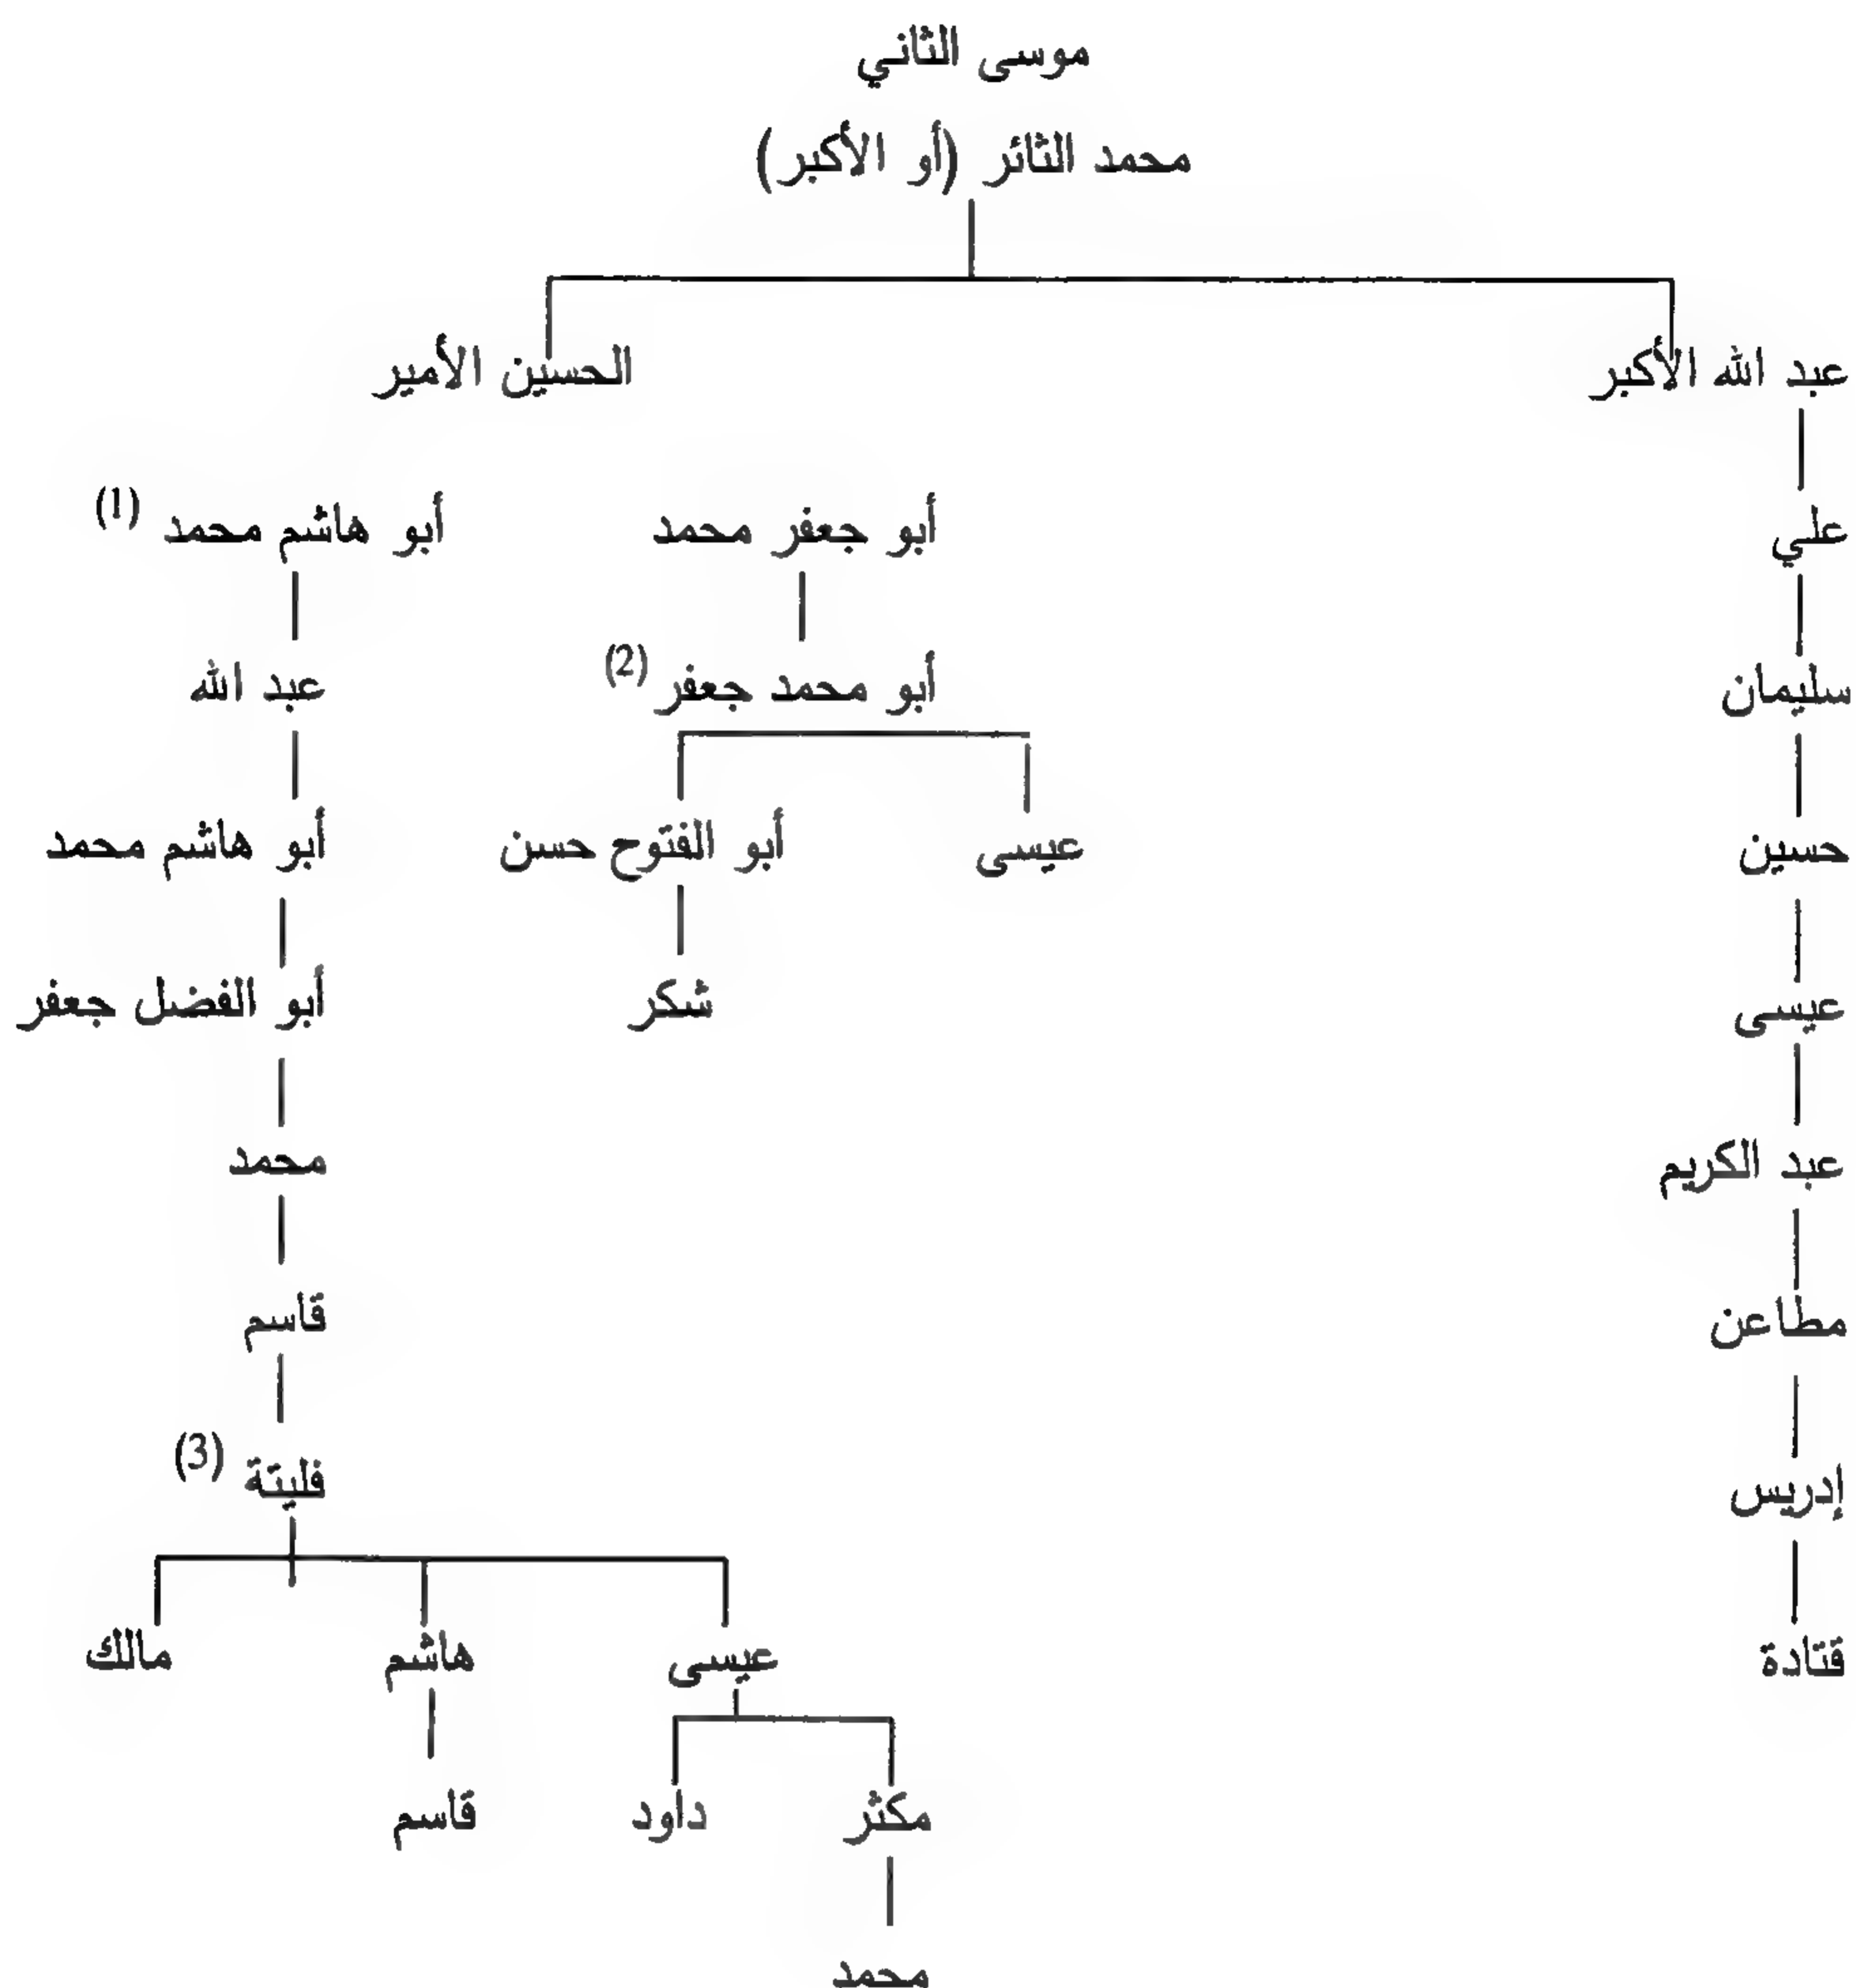 موسى الثاني
محمد الثائر (أو الأكبر)
عبد الله الأكبر
الحسين الأمير
علي
أبو جعفر محمد
أبو هاشم محمد (1)
سليمان
أبو محمد جعفر (2)
عبد الله
حسين
عيسى
أبو الفتوح حسن
أبو هاشم محمد
عيسى
شكر
أبو الفضل جعفر
عبد الكريم
محمد
مطاعن
قاسم
إدريس
فليتة (3)
قتادة
عيسى
هاشم
مالك
مكثر
داود
قاسم
محمد